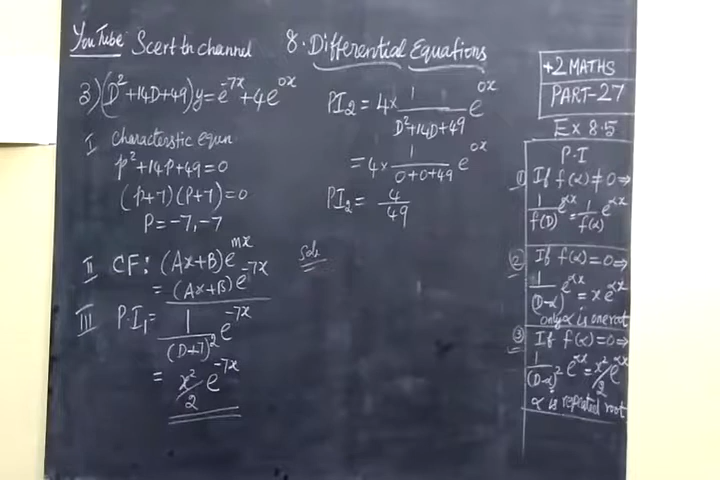 YouTube Scert tn channel
8. Differential Equations
3) (D²+14D+49)y = e^-7x + 4e^0x
I Characterstic equn
p²+14p+49=0
(p+7)(p+7)=0
P=-7,-7
II CF: (Ax+B)e^mx
= (Ax+B)e^-7x
III P.I₁ = 1/(D+7)² e^-7x
= x²/2 e^-7x
PI₂ = 4× 1/(D²+14D+49) e^0x
= 4× 1/(0+0+49) e^0x
PI₂ = 4/49
Soln
+2 MATHS
PART-27
Ex 8.5
P.I
① If f(α)≠0 ⇒
1/f(D) e^αx = 1/f(α) e^αx
② If f(α)=0 ⇒
1/(D-α) e^αx = x e^αx
only α is one root
③ If f(α)=0 ⇒
1/(D-α)² e^αx = x²/2 e^αx
α is repeated root